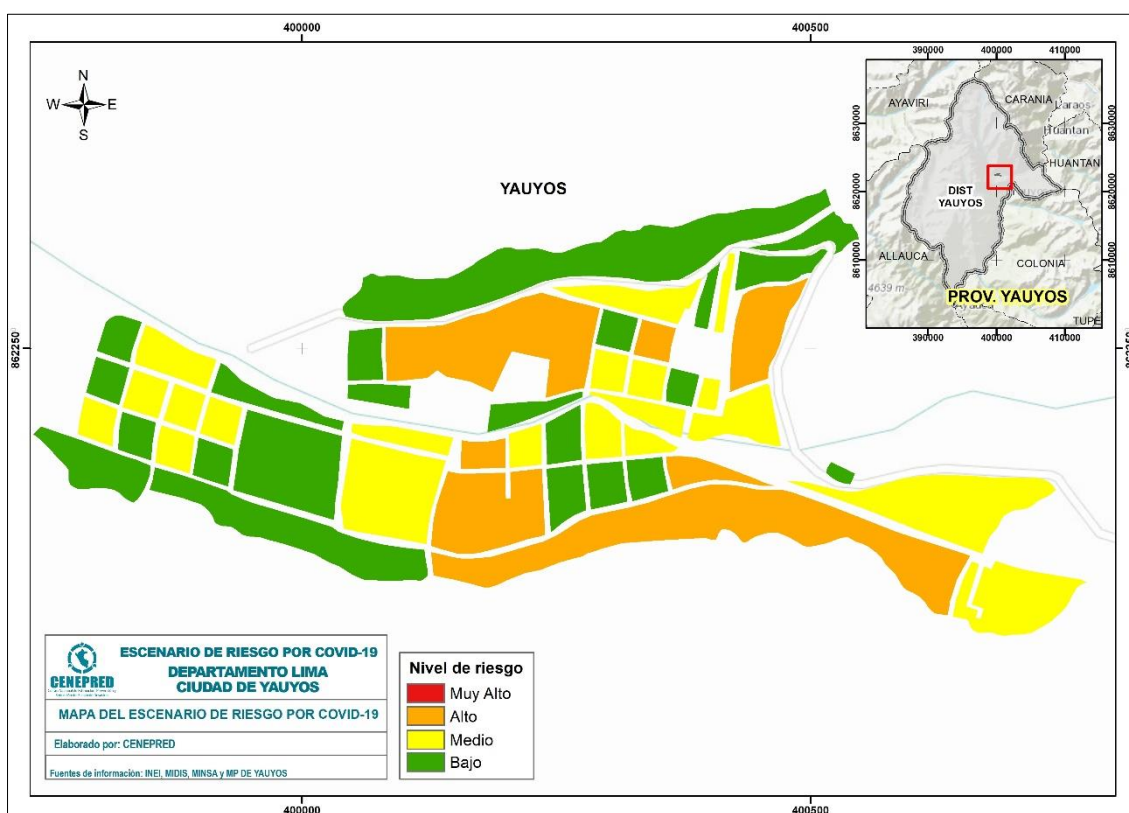 400000
400500
N
W
E
S
YAUYOS
862250
862250
390000
400000
410000
8630000
8620000
8610000
8630000
8620000
8610000
AYAVIRI
CARANIA
Laraos
Huantan
HUANTAN
DIST
YAUYOS
ALLAUCA
COLONIA
4639 m
PROV. YAUYOS
TUPE
390000
400000
410000
CENEPRED
ESCENARIO DE RIESGO POR COVID-19
DEPARTAMENTO LIMA
CIUDAD DE YAUYOS
MAPA DEL ESCENARIO DE RIESGO POR COVID-19
Elaborado por: CENEPRED
Fuentes de información: INEI, MIDIS, MINSA y MP DE YAUYOS
Nivel de riesgo
Muy Alto
Alto
Medio
Bajo
400000
400500